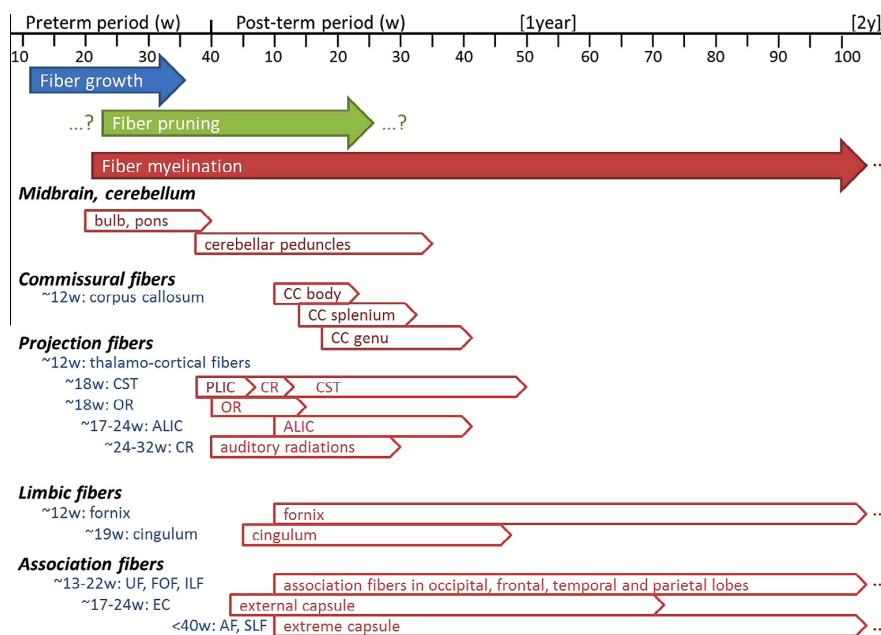 Preterm period (w) Post-term period (w) [1year] [2y]
10 20 30 40 10 20 30 40 50 60 70 80 90 100
Fiber growth
...? Fiber pruning ...?
Fiber myelination ...
Midbrain, cerebellum
bulb, pons
cerebellar peduncles
Commissural fibers
~12w: corpus callosum CC body
CC splenium
CC genu
Projection fibers
~12w: thalamo-cortical fibers
~18w: CST PLIC CR CST
~18w: OR OR
~17-24w: ALIC ALIC
~24-32w: CR auditory radiations
Limbic fibers
~12w: fornix fornix ...
~19w: cingulum cingulum
Association fibers
~13-22w: UF, FOF, ILF association fibers in occipital, frontal, temporal and parietal lobes ...
~17-24w: EC external capsule
<40w: AF, SLF extreme capsule ...